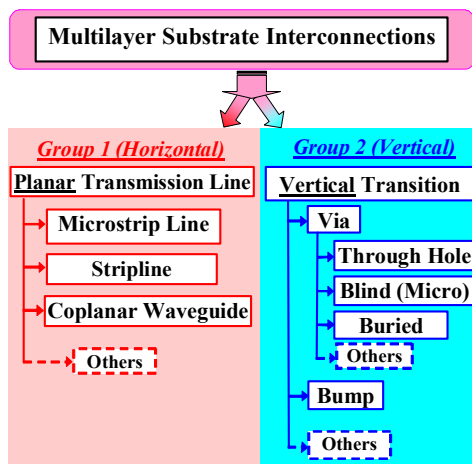 Multilayer Substrate Interconnections
Group 1 (Horizontal)
Planar Transmission Line
Microstrip Line
Stripline
Coplanar Waveguide
Others
Group 2 (Vertical)
Vertical Transition
Via
Through Hole
Blind (Micro)
Buried
Others
Bump
Others